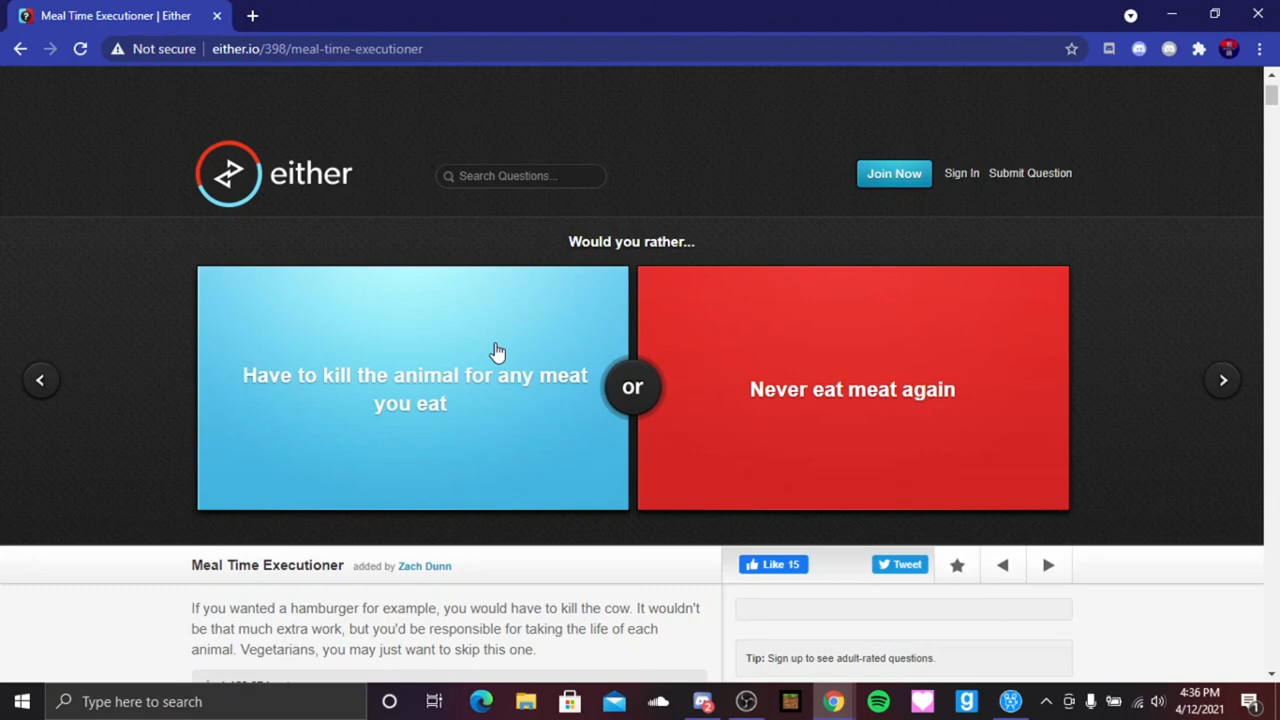 Meal Time Executioner | Either
Not secure
either.io/398/meal-time-executioner
either
Search Questions...
Join Now
Sign In
Submit Question
Would you rather...
Have to kill the animal for any meat
you eat
or
Never eat meat again
Meal Time Executioner
added by Zach Dunn
Like 15
Tweet
If you wanted a hamburger for example, you would have to kill the cow. It wouldn't
be that much extra work, but you'd be responsible for taking the life of each
animal. Vegetarians, you may just want to skip this one.
Tip: Sign up to see adult-rated questions.
Type here to search
2
4:36 PM
4/12/2021
1